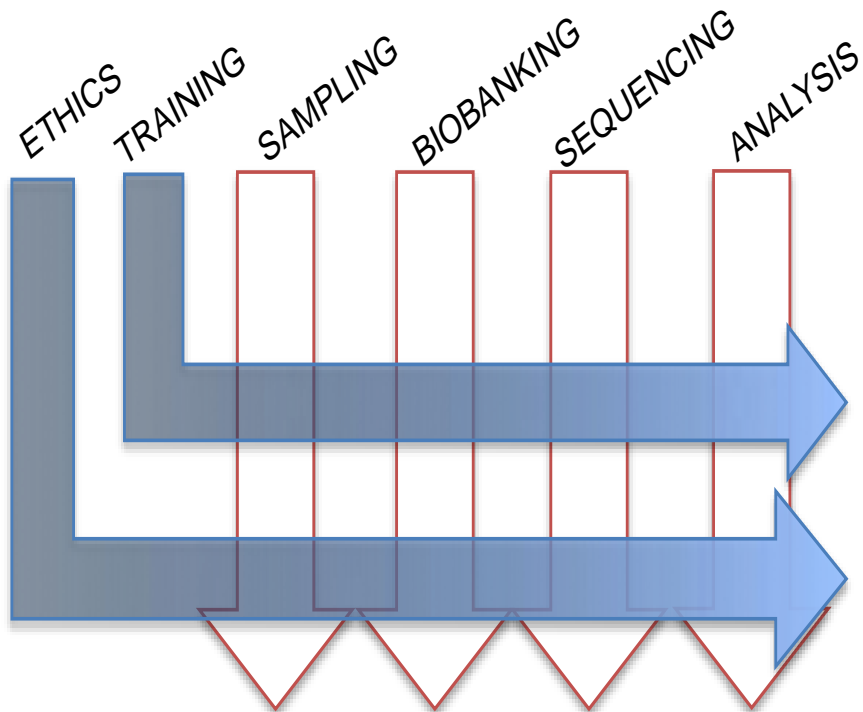 ETHICS
TRAINING
SAMPLING
BIOBANKING
SEQUENCING
ANALYSIS